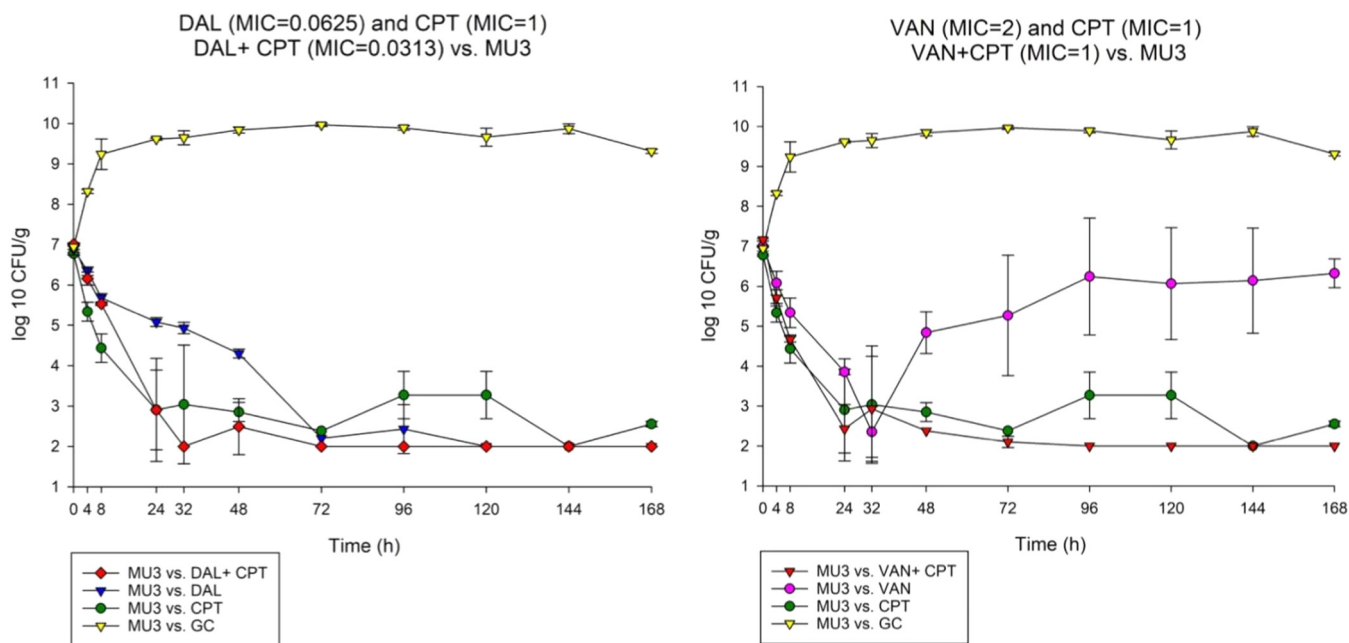 DAL (MIC=0.0625) and CPT (MIC=1)
DAL+ CPT (MIC=0.0313) vs. MU3
11
10
9
8
7
6
5
4
3
2
1
log 10 CFU/g
0 4 8 24 32 48 72 96 120 144 168
Time (h)
MU3 vs. DAL+ CPT
MU3 vs. DAL
MU3 vs. CPT
MU3 vs. GC
VAN (MIC=2) and CPT (MIC=1)
VAN+CPT (MIC=1) vs. MU3
11
10
9
8
7
6
5
4
3
2
1
log 10 CFU/g
0 4 8 24 32 48 72 96 120 144 168
Time (h)
MU3 vs. VAN+ CPT
MU3 vs. VAN
MU3 vs. CPT
MU3 vs. GC